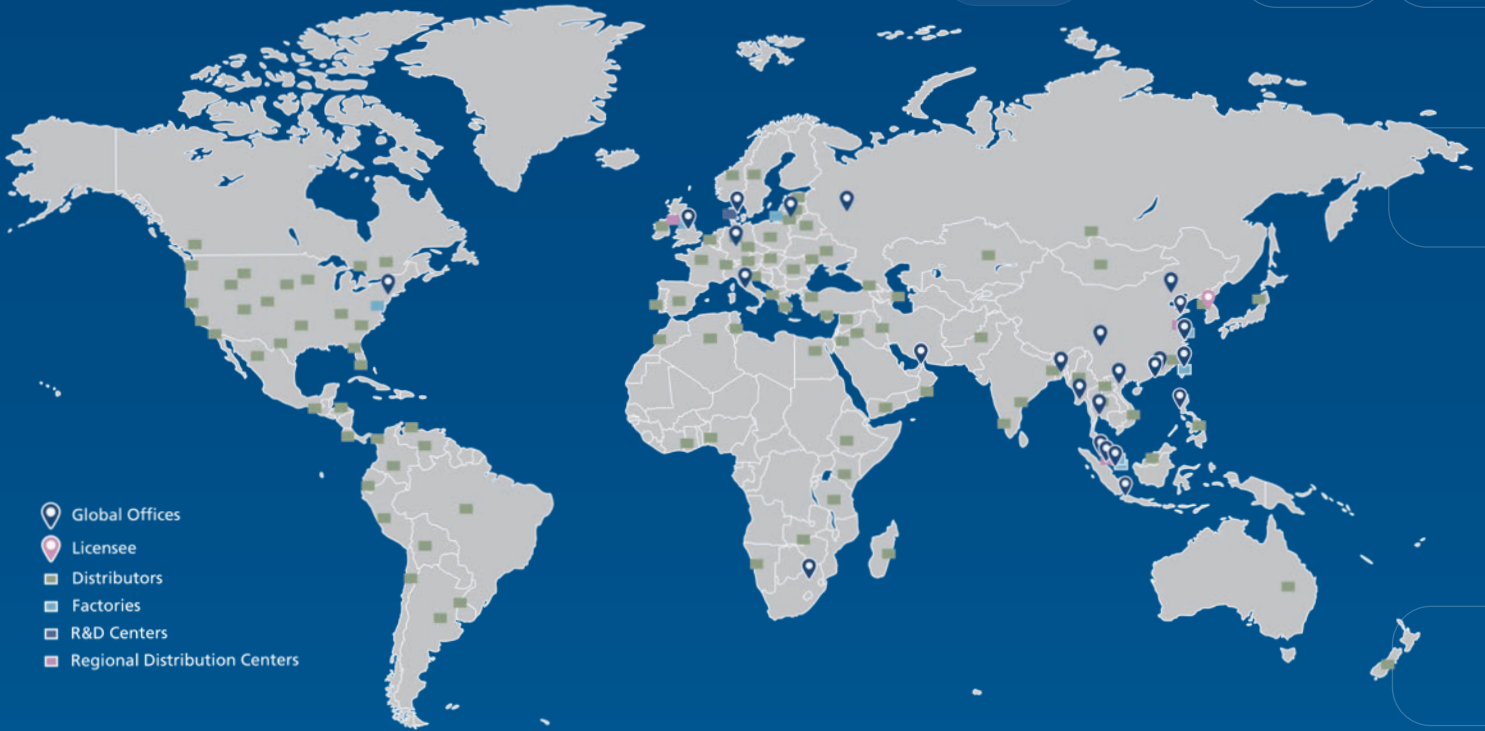 Global Offices
Licensee
Distributors
Factories
R&D Centers
Regional Distribution Centers